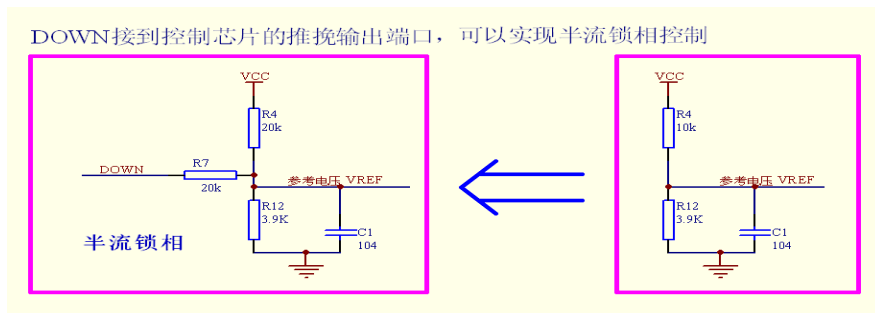 DOWN接到控制芯片的推挽输出端口，可以实现半流锁相控制
VCC
R4
20k
DOWN
R7
20k
参考电压 VREF
R12
3.9K
C1
104
半流锁相
VCC
R4
10k
参考电压 VREF
R12
3.9K
C1
104